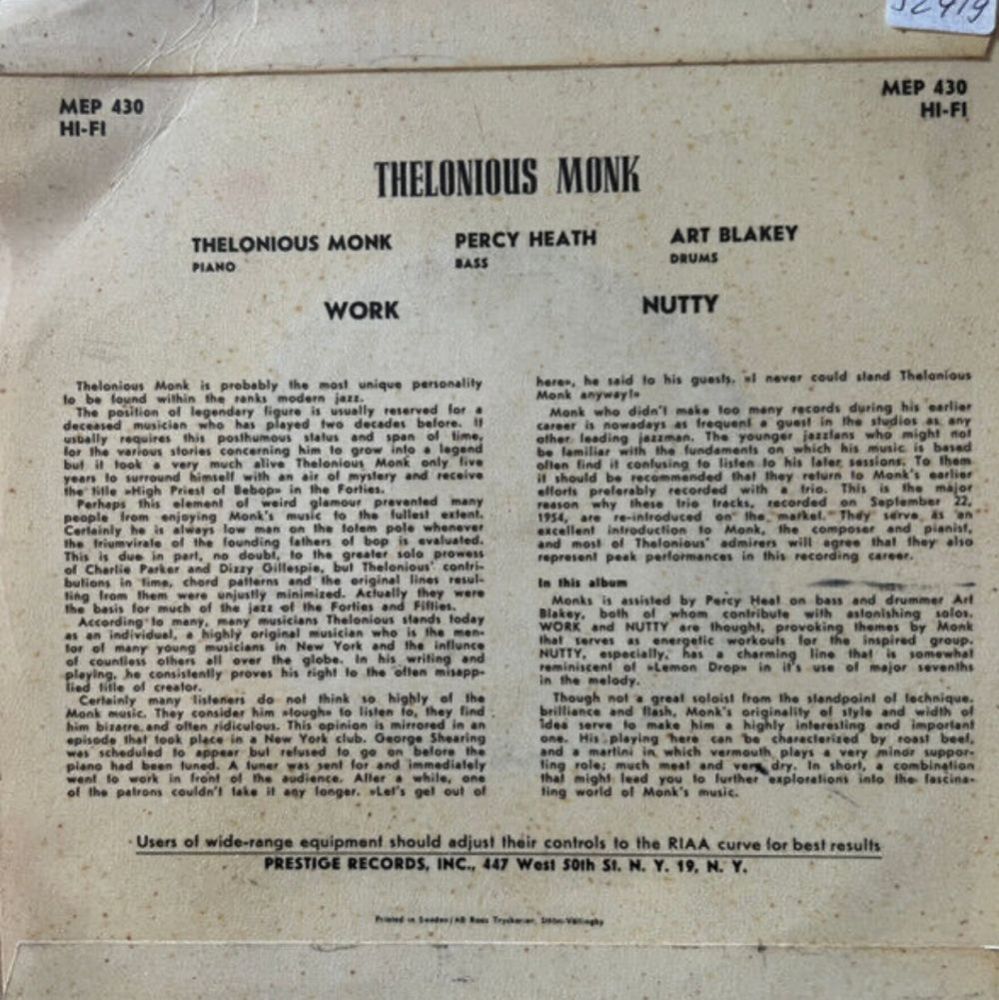 52419
MEP 430
HI-FI
MEP 430
HI-FI
THELONIOUS MONK
THELONIOUS MONK
PIANO
PERCY HEATH
BASS
ART BLAKEY
DRUMS
WORK
NUTTY
Thelonious Monk is probably the most unique personality
to be found within the ranks modern jazz.
The position of legendary figure is usually reserved for a
deceased musician who has played two decades before. It
usually requires this posthumous status and span of time,
for the various stories concerning him to grow into a legend
but it took a very much alive Thelonious Monk only five
years to surround himself with an air of mystery and receive
the title »High Priest of Bebop» in the Forties.
Perhaps this element of weird glamour prevented many
people from enjoying Monk's music to the fullest extent.
Certainly he is always low man on the totem pole whenever
the triumvirate of the founding fathers of bop is evaluated.
This is due in part, no doubt, to the greater solo prowess
of Charlie Parker and Dizzy Gillespie, but Thelonious' contri-
butions in time, chord patterns and the original lines resul-
ting from them were unjustly minimized. Actually they were
the basis for much of the jazz of the Forties and Fifties.
According to many, many musicians Thelonious stands today
as an individual, a highly original musician who is the men-
tor of many young musicians in New York and the influnce
of countless others all over the globe. In his writing and
playing, he consistently proves his right to the often misapp-
lied title of creator.
Certainly many listeners do not think so highly of the
Monk music. They consider him »tough» to listen to, they find
him bizarre and often ridiculous. This opinion is mirrored in an
episode that took place in a New York club. George Shearing
was scheduled to appear but refused to go on before the
piano had been tuned. A tuner was sent for and immediately
went to work in front of the audience. After a while, one
of the patrons couldn't take it any longer. »Let's get out of
here», he said to his guests. »I never could stand Thelonious
Monk anyway!»
Monk who didn't make too many records during his earlier
career is nowadays as frequent a guest in the studios as any
other leading jazzman. The younger jazzfans who might not
be familiar with the fundaments on which his music is based
often find it confusing to listen to his later sessions. To them
it should be recommended that they return to Monk's earlier
efforts preferably recorded with a trio. This is the major
reason why these trio tracks, recorded on September 22,
1954, are re-introduced on the market. They serve as an
excellent introduction to Monk, the composer and pianist,
and most of Thelonious' admirers will agree that they also
represent peak performances in this recording career.
In this album
Monks is assisted by Percy Heat on bass and drummer Art
Blakey, both of whom contribute with astonishing solos.
WORK and NUTTY are thought, provoking themes by Monk
that serves as energetic workouts for the inspired group.
NUTTY, especially, has a charming line that is somewhat
reminiscent of »Lemon Drop» in it's use of major sevenths
in the melody.
Though not a great soloist from the standpoint of technique,
brilliance and flash, Monk's originality of style and width of
idea serve to make him a highly interesting and important
one. His playing here can be characterized by roast beef,
and a martini in which vermouth plays a very minor suppor-
ting role; much meat and very dry. In short, a combination
that might lead you to further explorations into the fascina-
ting world of Monk's music.
Users of wide-range equipment should adjust their controls to the RIAA curve for best results
PRESTIGE RECORDS, INC., 447 West 50th St. N. Y. 19, N. Y.
Printed in Sweden/AB Roos Tryckerier, Sthlm-Vällingby